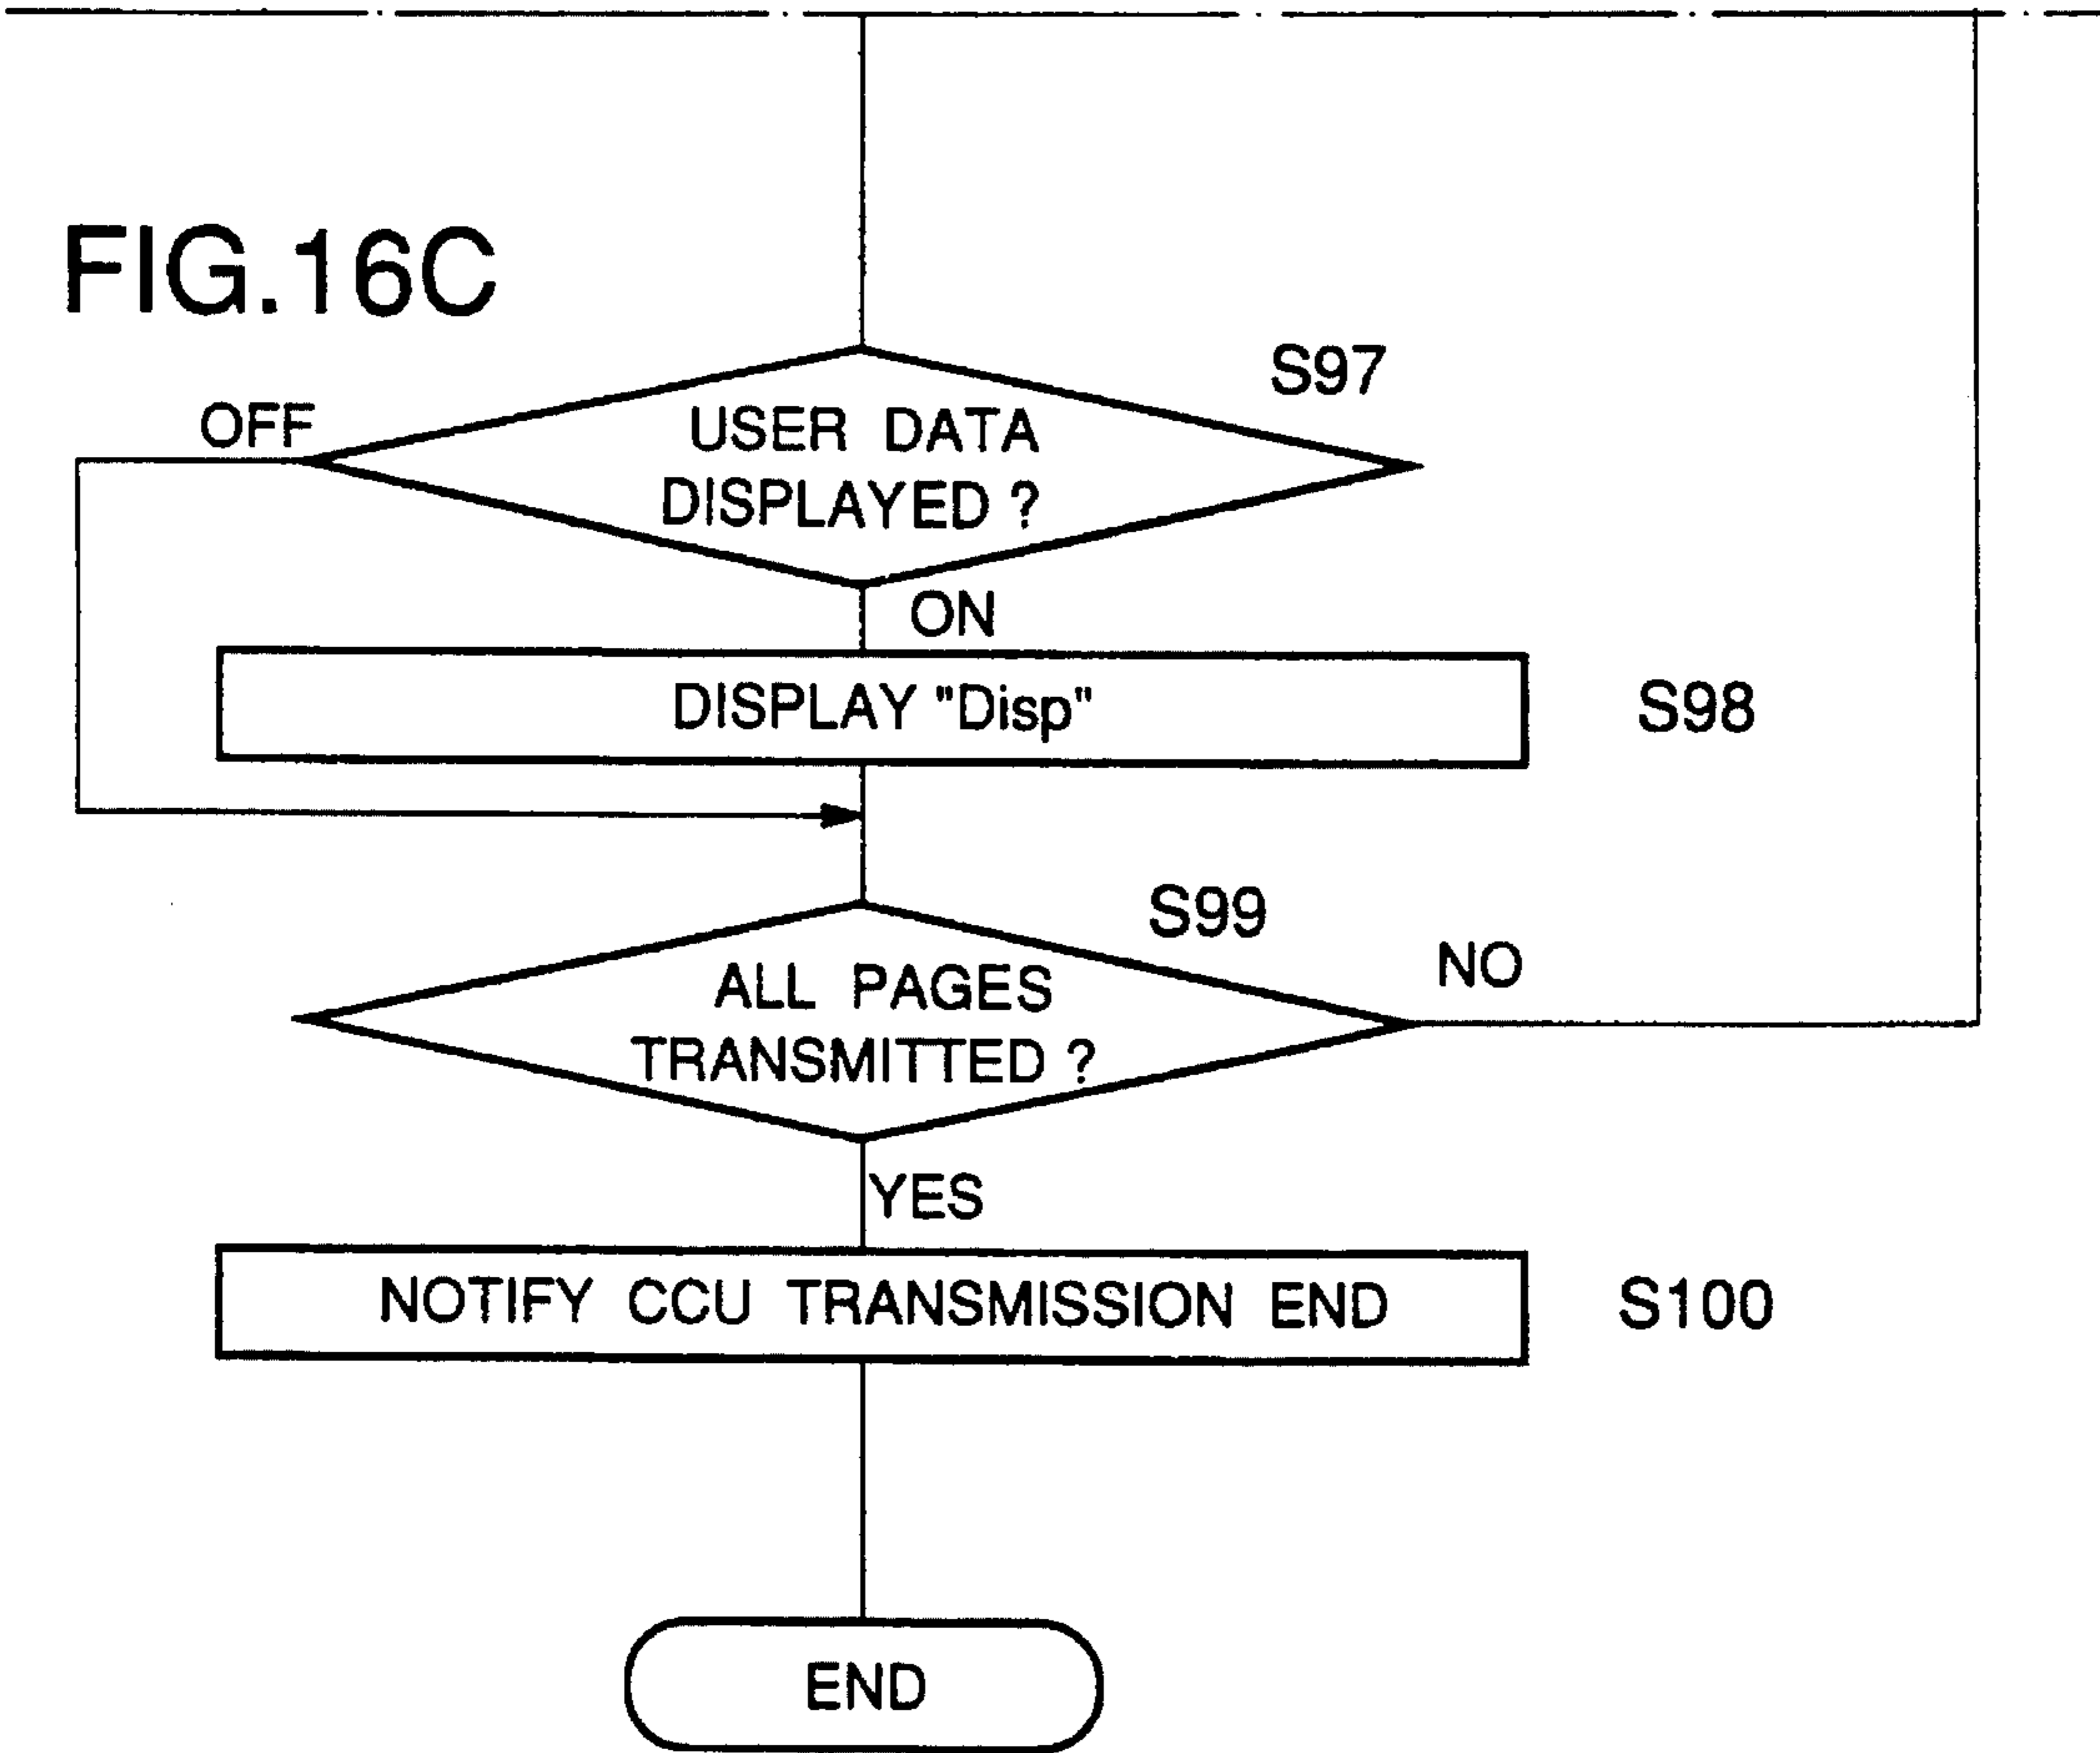 FIG.16C
S97
OFF
USER DATA
DISPLAYED ?
ON
DISPLAY "Disp"
S98
S99
ALL PAGES
TRANSMITTED ?
NO
YES
NOTIFY CCU TRANSMISSION END
S100
END